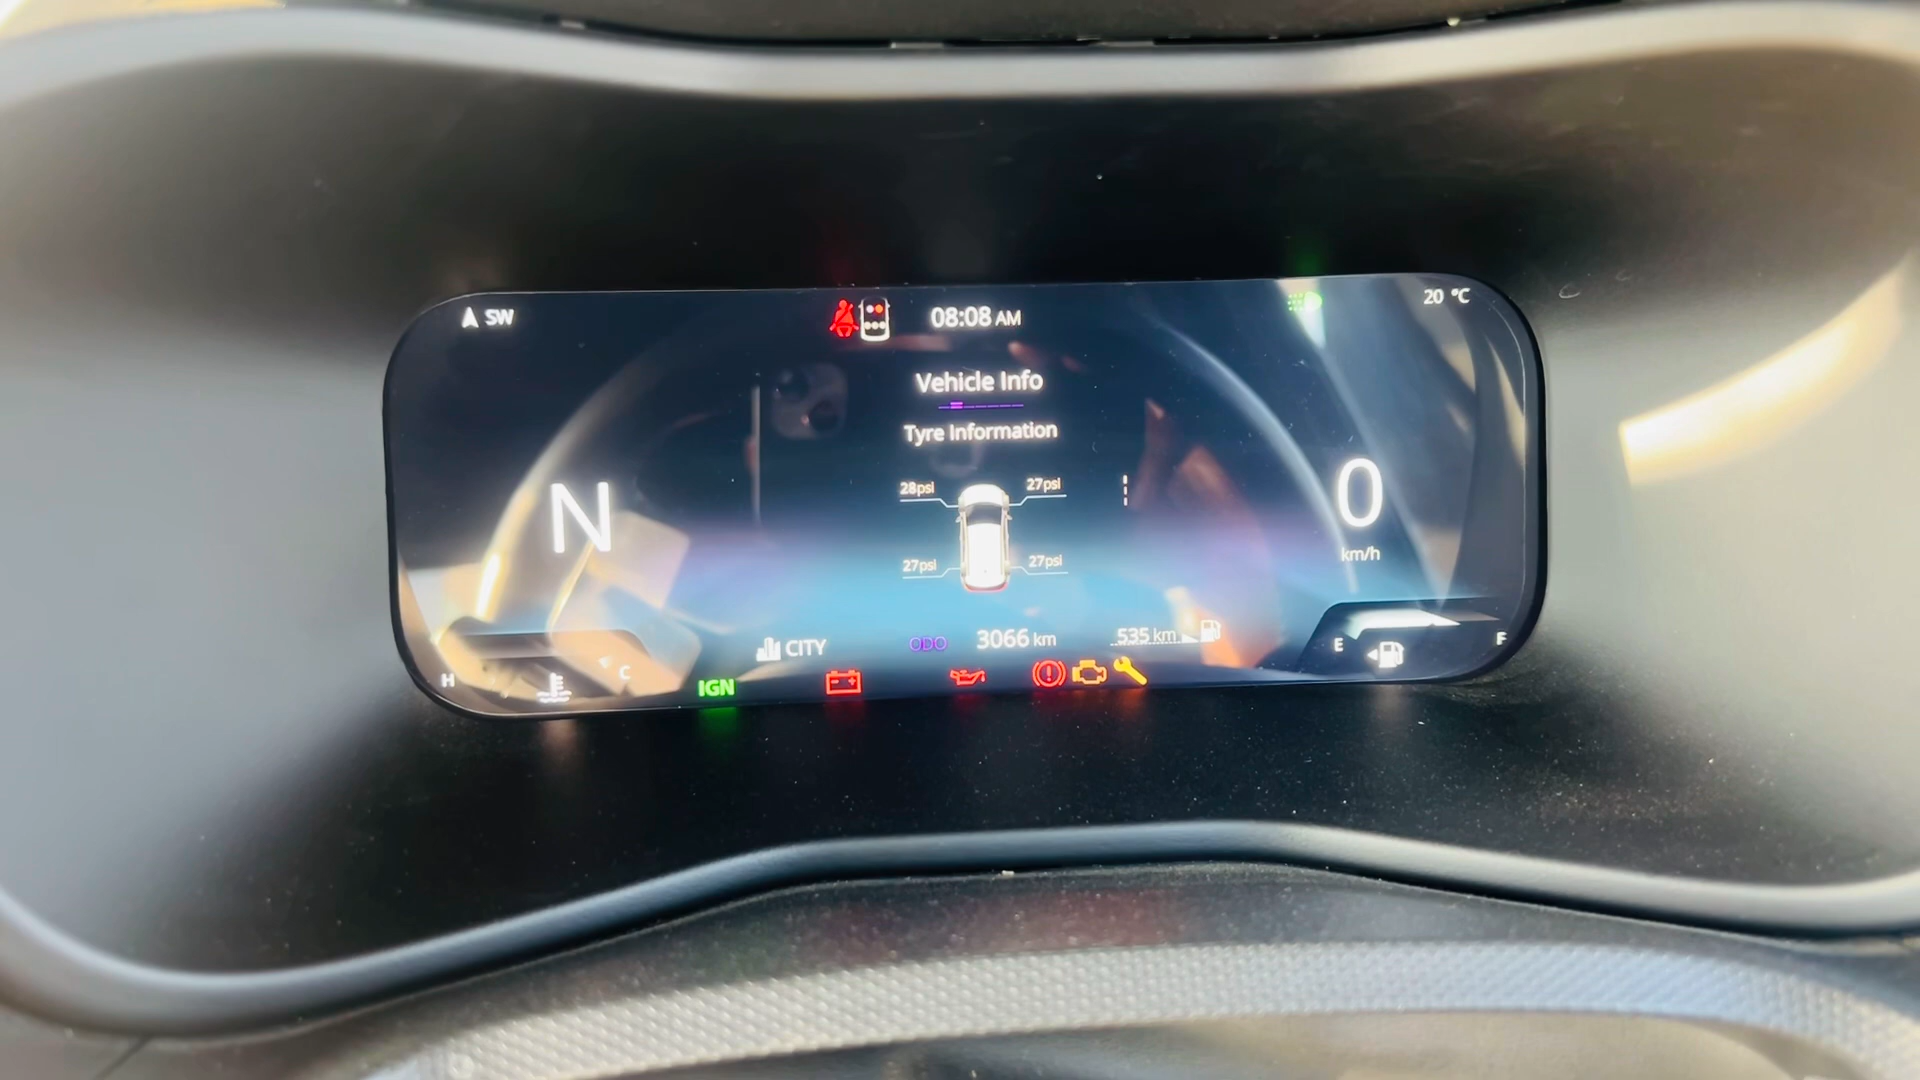 SW
08:08 AM
20 °C
Vehicle Info
Tyre Information
28psi
27psi
N
0
km/h
27psi
27psi
CITY
ODO
3066 km
535 km
E
F
H
C
IGN